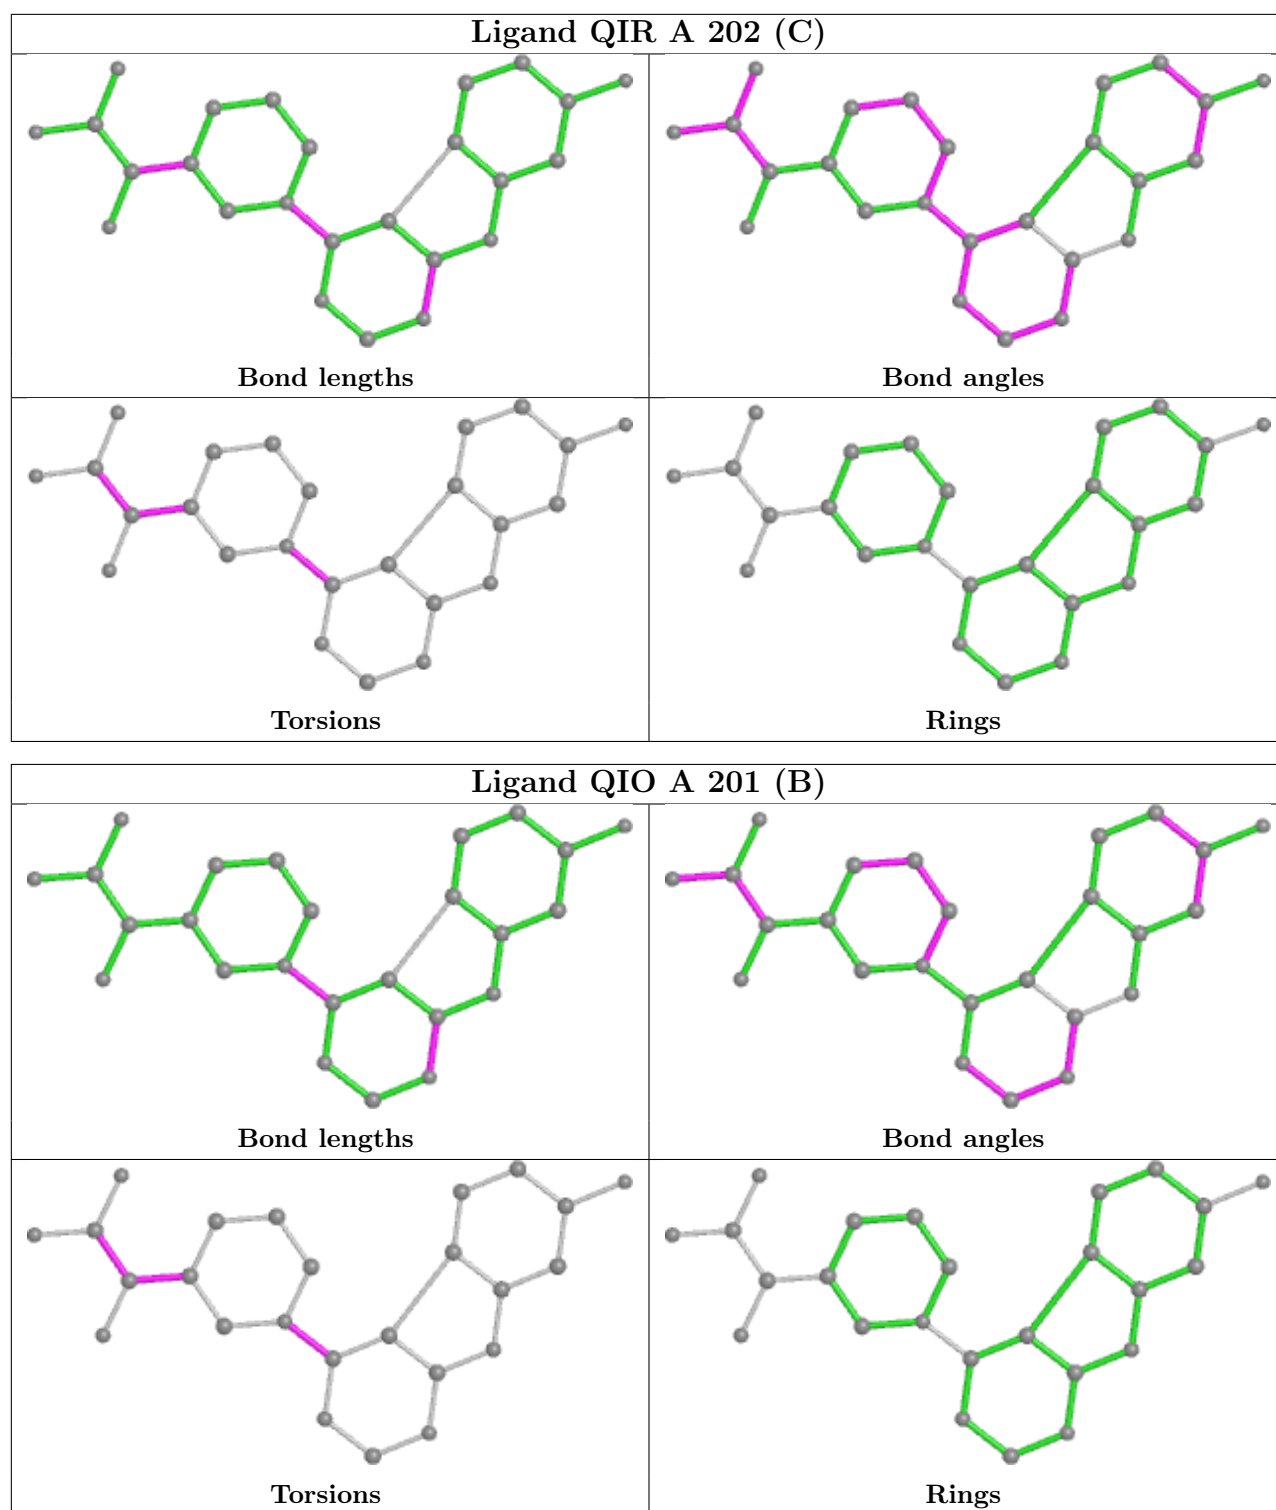 Ligand QIR A 202 (C)
Bond lengths
Bond angles
Torsions
Rings
Ligand QIO A 201 (B)
Bond lengths
Bond angles
Torsions
Rings